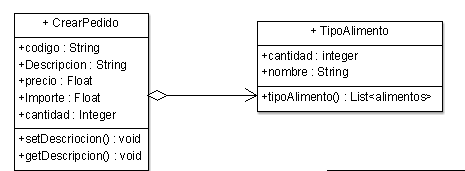 + CrearPedido
+codigo : String
+Descripcion : String
+precio : Float
+Importe : Float
+cantidad : Integer
+setDescriocion() : void
+getDescripcion() : void
+ TipoAlimento
+cantidad : integer
+nombre : String
+tipoAlimento() : List<alimentos>